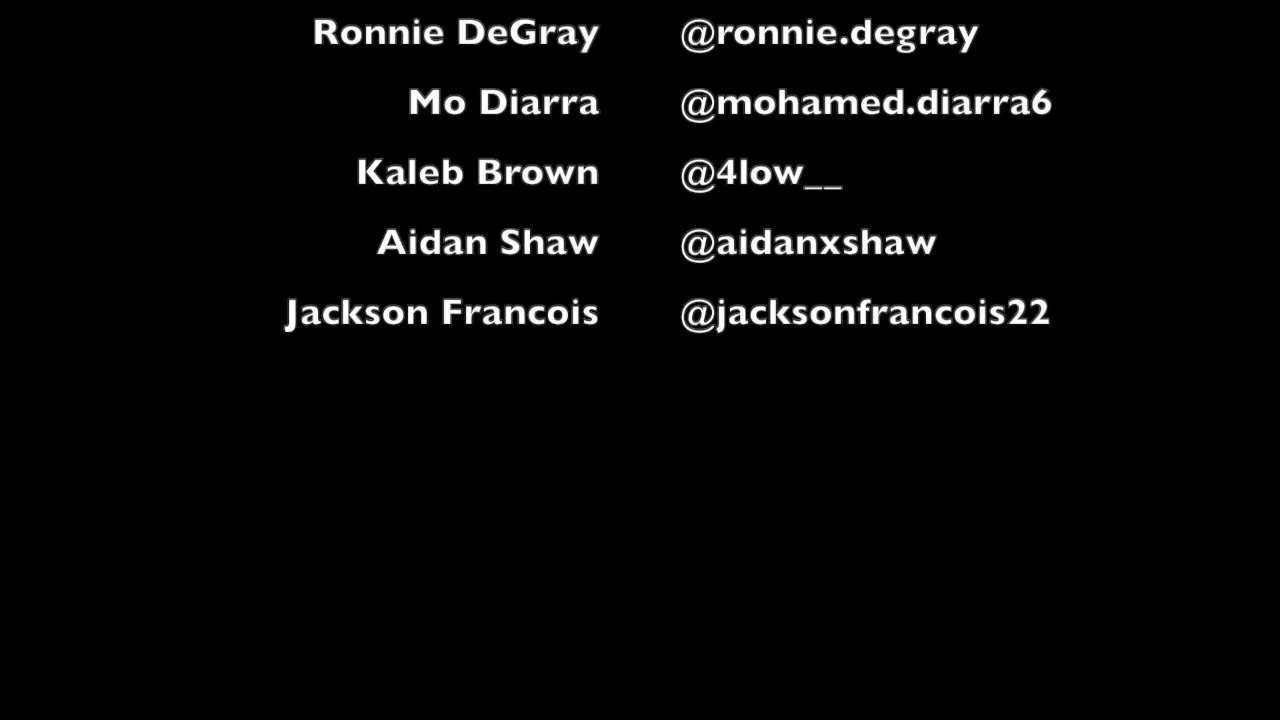 Ronnie DeGray @ronnie.degray
Mo Diarra @mohamed.diarra6
Kaleb Brown @4low__
Aidan Shaw @aidanxshaw
Jackson Francois @jacksonfrancois22